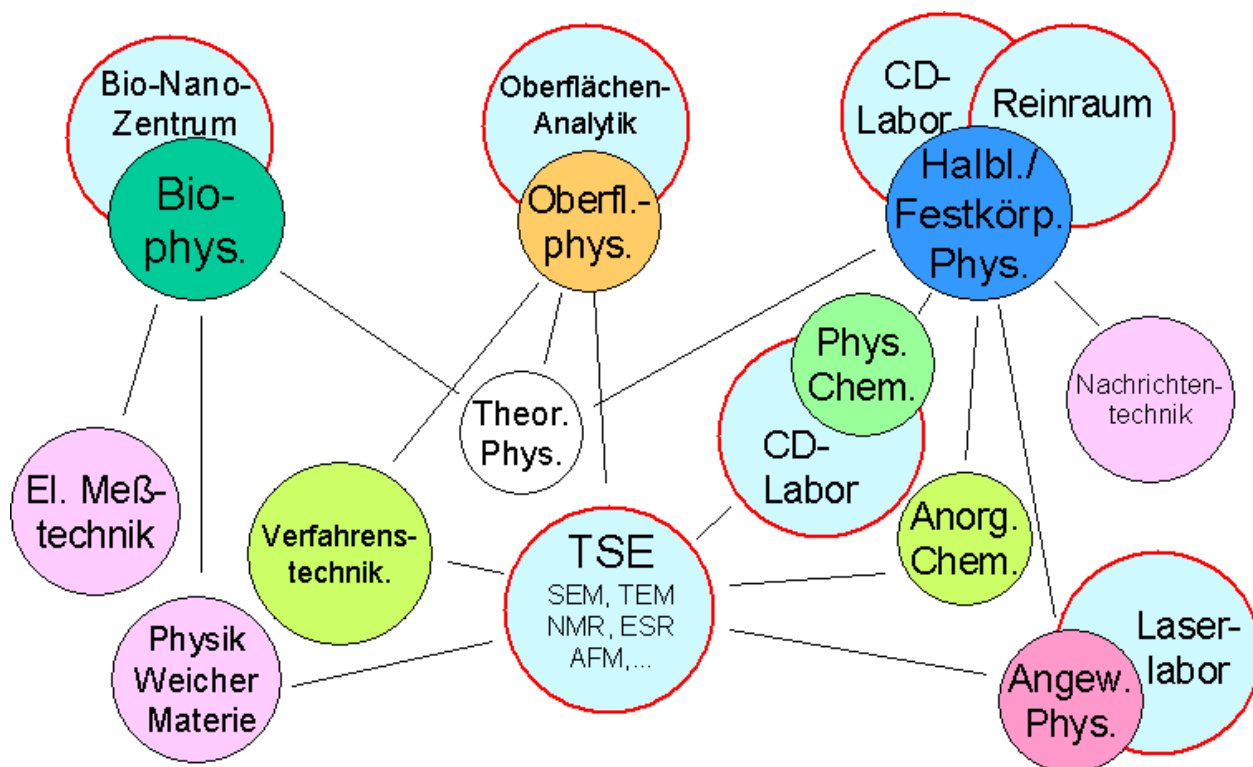 Bio-Nano-
Zentrum
Bio-
phys.
Oberflächen-
Analytik
Oberfl.-
phys.
CD-
Labor
Reinraum
Halbl./
Festkörp.
Phys.
Phys.
Chem.
CD-
Labor
Nachrichten-
technik
Theor.
Phys.
El. Meß-
technik
Verfahrens-
technik.
TSE
SEM, TEM
NMR, ESR
AFM,...
Anorg.
Chem.
Physik
Weicher
Materie
Laser-
labor
Angew.
Phys.